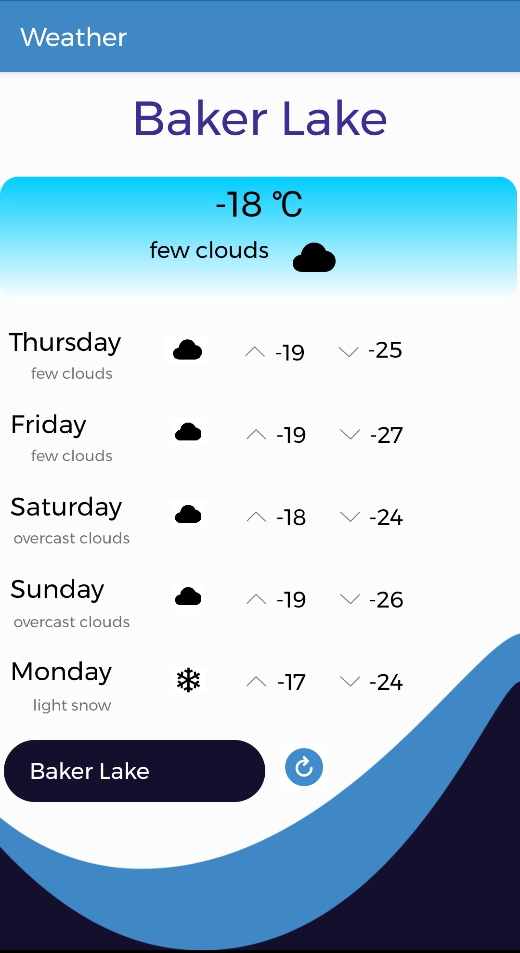 Weather
Baker Lake
-18 °C
few clouds
Thursday -19 -25
few clouds
Friday -19 -27
few clouds
Saturday -18 -24
overcast clouds
Sunday -19 -26
overcast clouds
Monday -17 -24
light snow
Baker Lake